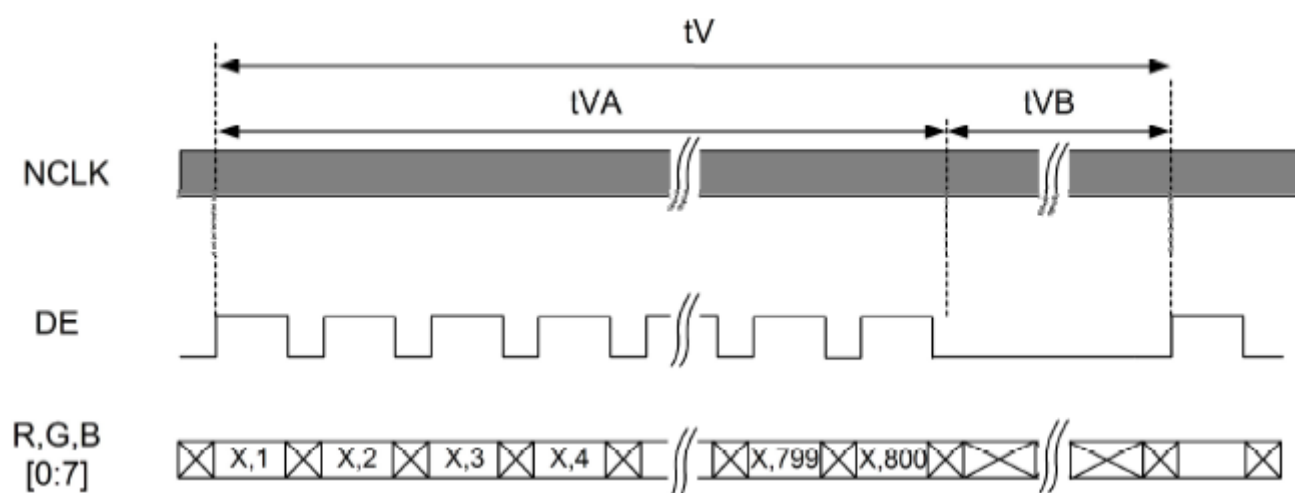 tV
tVA tVB
NCLK
DE
R,G,B
[0:7]
X,1 X,2 X,3 X,4 X,799 X,800